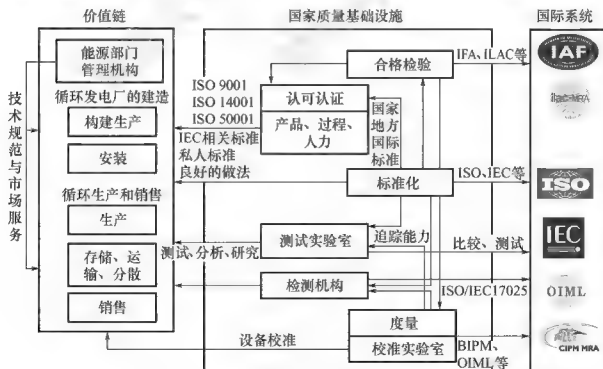 价值链
国家质量基础设施
国际系统
能源部门
管理机构
循环发电厂的建造
构建生产
安装
循环生产和销售
生产
存储、运
输、分散
销售
技术规范与市场服务
ISO 9001
ISO 14001
ISO 50001
IEC相关标准
私人标准
良好的做法
测试、分析、研究
设备校准
合格检验
认可认证
产品、过程、
人力
国家
地方
国际
标准
标准化
测试实验室
追踪能力
检测机构
度量
校准实验室
IFA、iLAC等
ISO、IEC等
比较、测试
ISO/IEC17025
BIPM、
OIML等
IAF
ilac-MRA
ISO
IEC
OIML
CIPM MRA